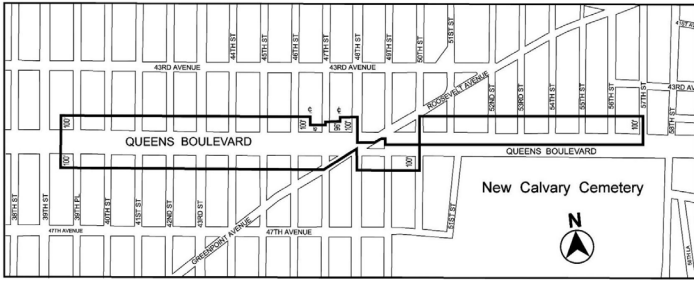 44TH ST
45TH ST
46TH ST
47TH ST
48TH ST
49TH ST
50TH ST
51ST ST
43RD AVENUE
43RD AVENUE
ROOSEVELT AVENUE
52ND ST
53RD ST
54TH ST
55TH ST
56TH ST
57TH ST
58TH ST
41ST ST
43RD AV
100'
100'
96'
100'
100'
QUEENS BOULEVARD
QUEENS BOULEVARD
100'
100'
New Calvary Cemetery
38TH ST
39TH ST
39TH PL
40TH ST
41ST ST
42ND ST
43RD ST
GREENPOINT AVENUE
47TH AVENUE
47TH AVENUE
51ST ST
N